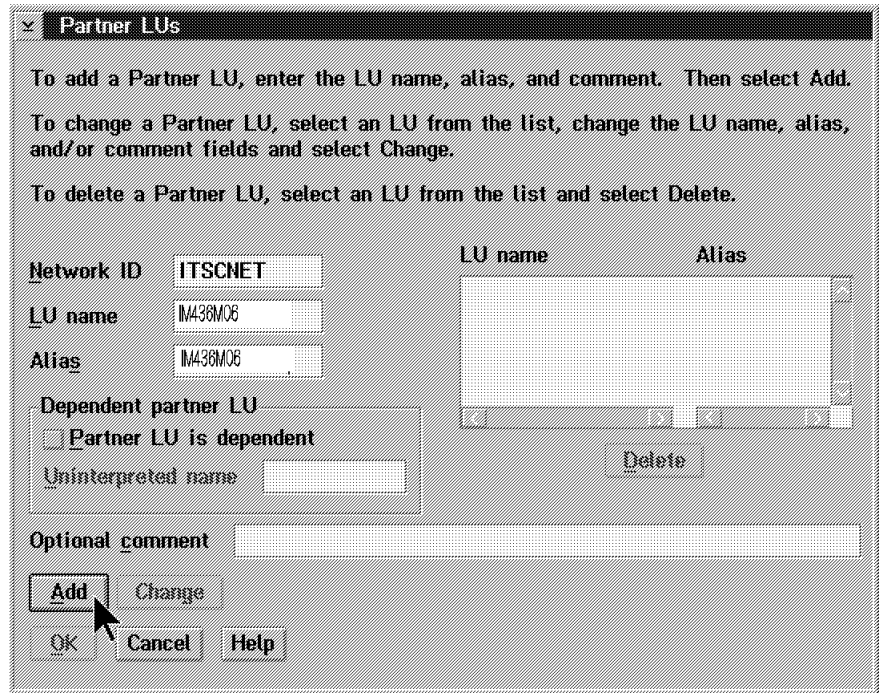 Partner LUs
To add a Partner LU, enter the LU name, alias, and comment. Then select Add.
To change a Partner LU, select an LU from the list, change the LU name, alias,
and/or comment fields and select Change.
To delete a Partner LU, select an LU from the list and select Delete.
Network ID ITSCNET
LU name IM436M06
Alias IM436M06
LU name Alias
Dependent partner LU
Partner LU is dependent
Uninterpreted name
Delete
Optional comment
Add Change
OK Cancel Help